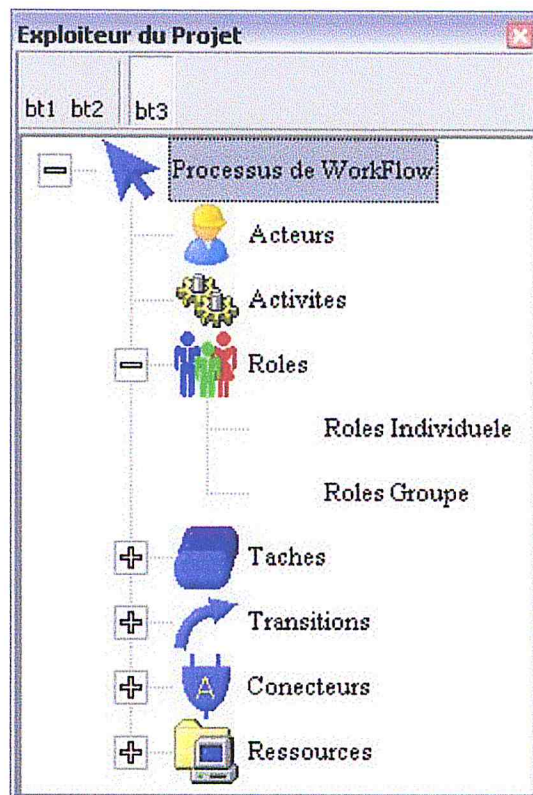 Exploiteur du Projet
bt1 bt2 bt3
Processus de WorkFlow
Acteurs
Activites
Roles
Roles Individuele
Roles Groupe
Taches
Transitions
A Conecteurs
Ressources